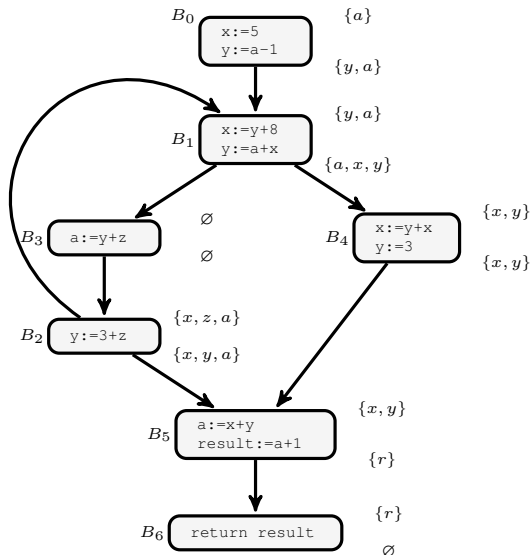 B₀
x:=5
y:=a−1
{a}
{y, a}
B₁
x:=y+8
y:=a+x
{y, a}
{a, x, y}
B₃
a:=y+z
∅
∅
B₄
x:=y+x
y:=3
{x, y}
{x, y}
B₂
y:=3+z
{x, z, a}
{x, y, a}
B₅
a:=x+y
result:=a+1
{x, y}
{r}
B₆
return result
{r}
∅